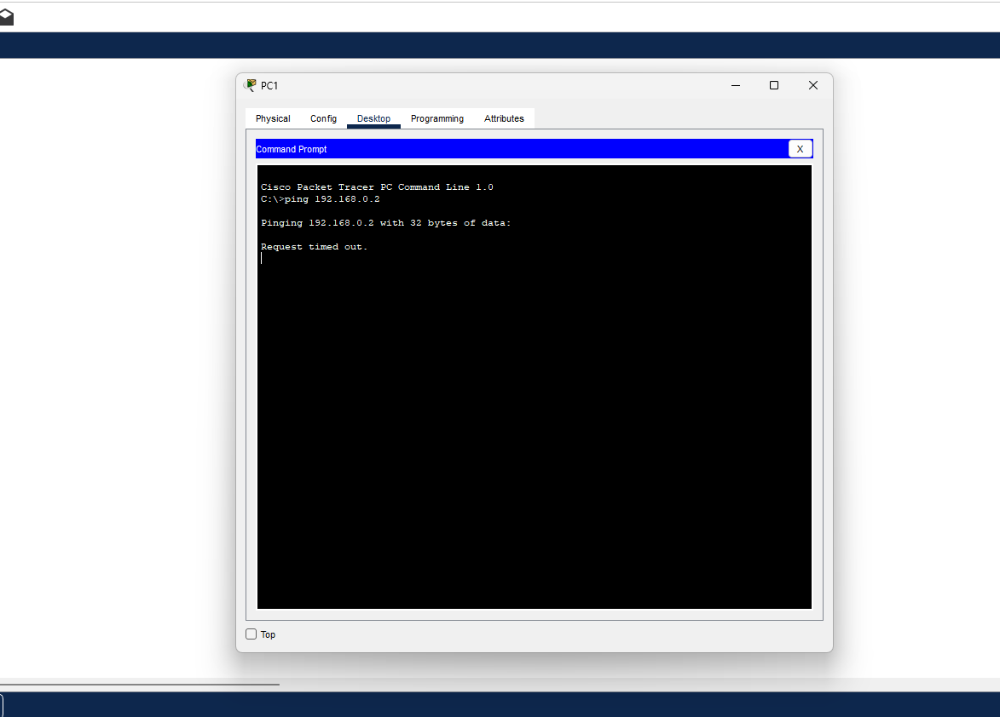 PC1
Physical Config Desktop Programming Attributes
Command Prompt X
Cisco Packet Tracer PC Command Line 1.0
C:\>ping 192.168.0.2
Pinging 192.168.0.2 with 32 bytes of data:
Request timed out.
Top